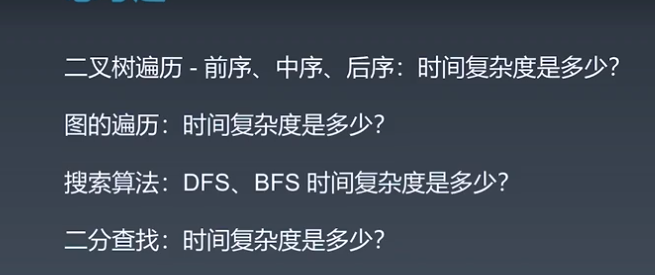 二叉树遍历 - 前序、中序、后序：时间复杂度是多少？
图的遍历：时间复杂度是多少？
搜索算法：DFS、BFS 时间复杂度是多少？
二分查找：时间复杂度是多少？